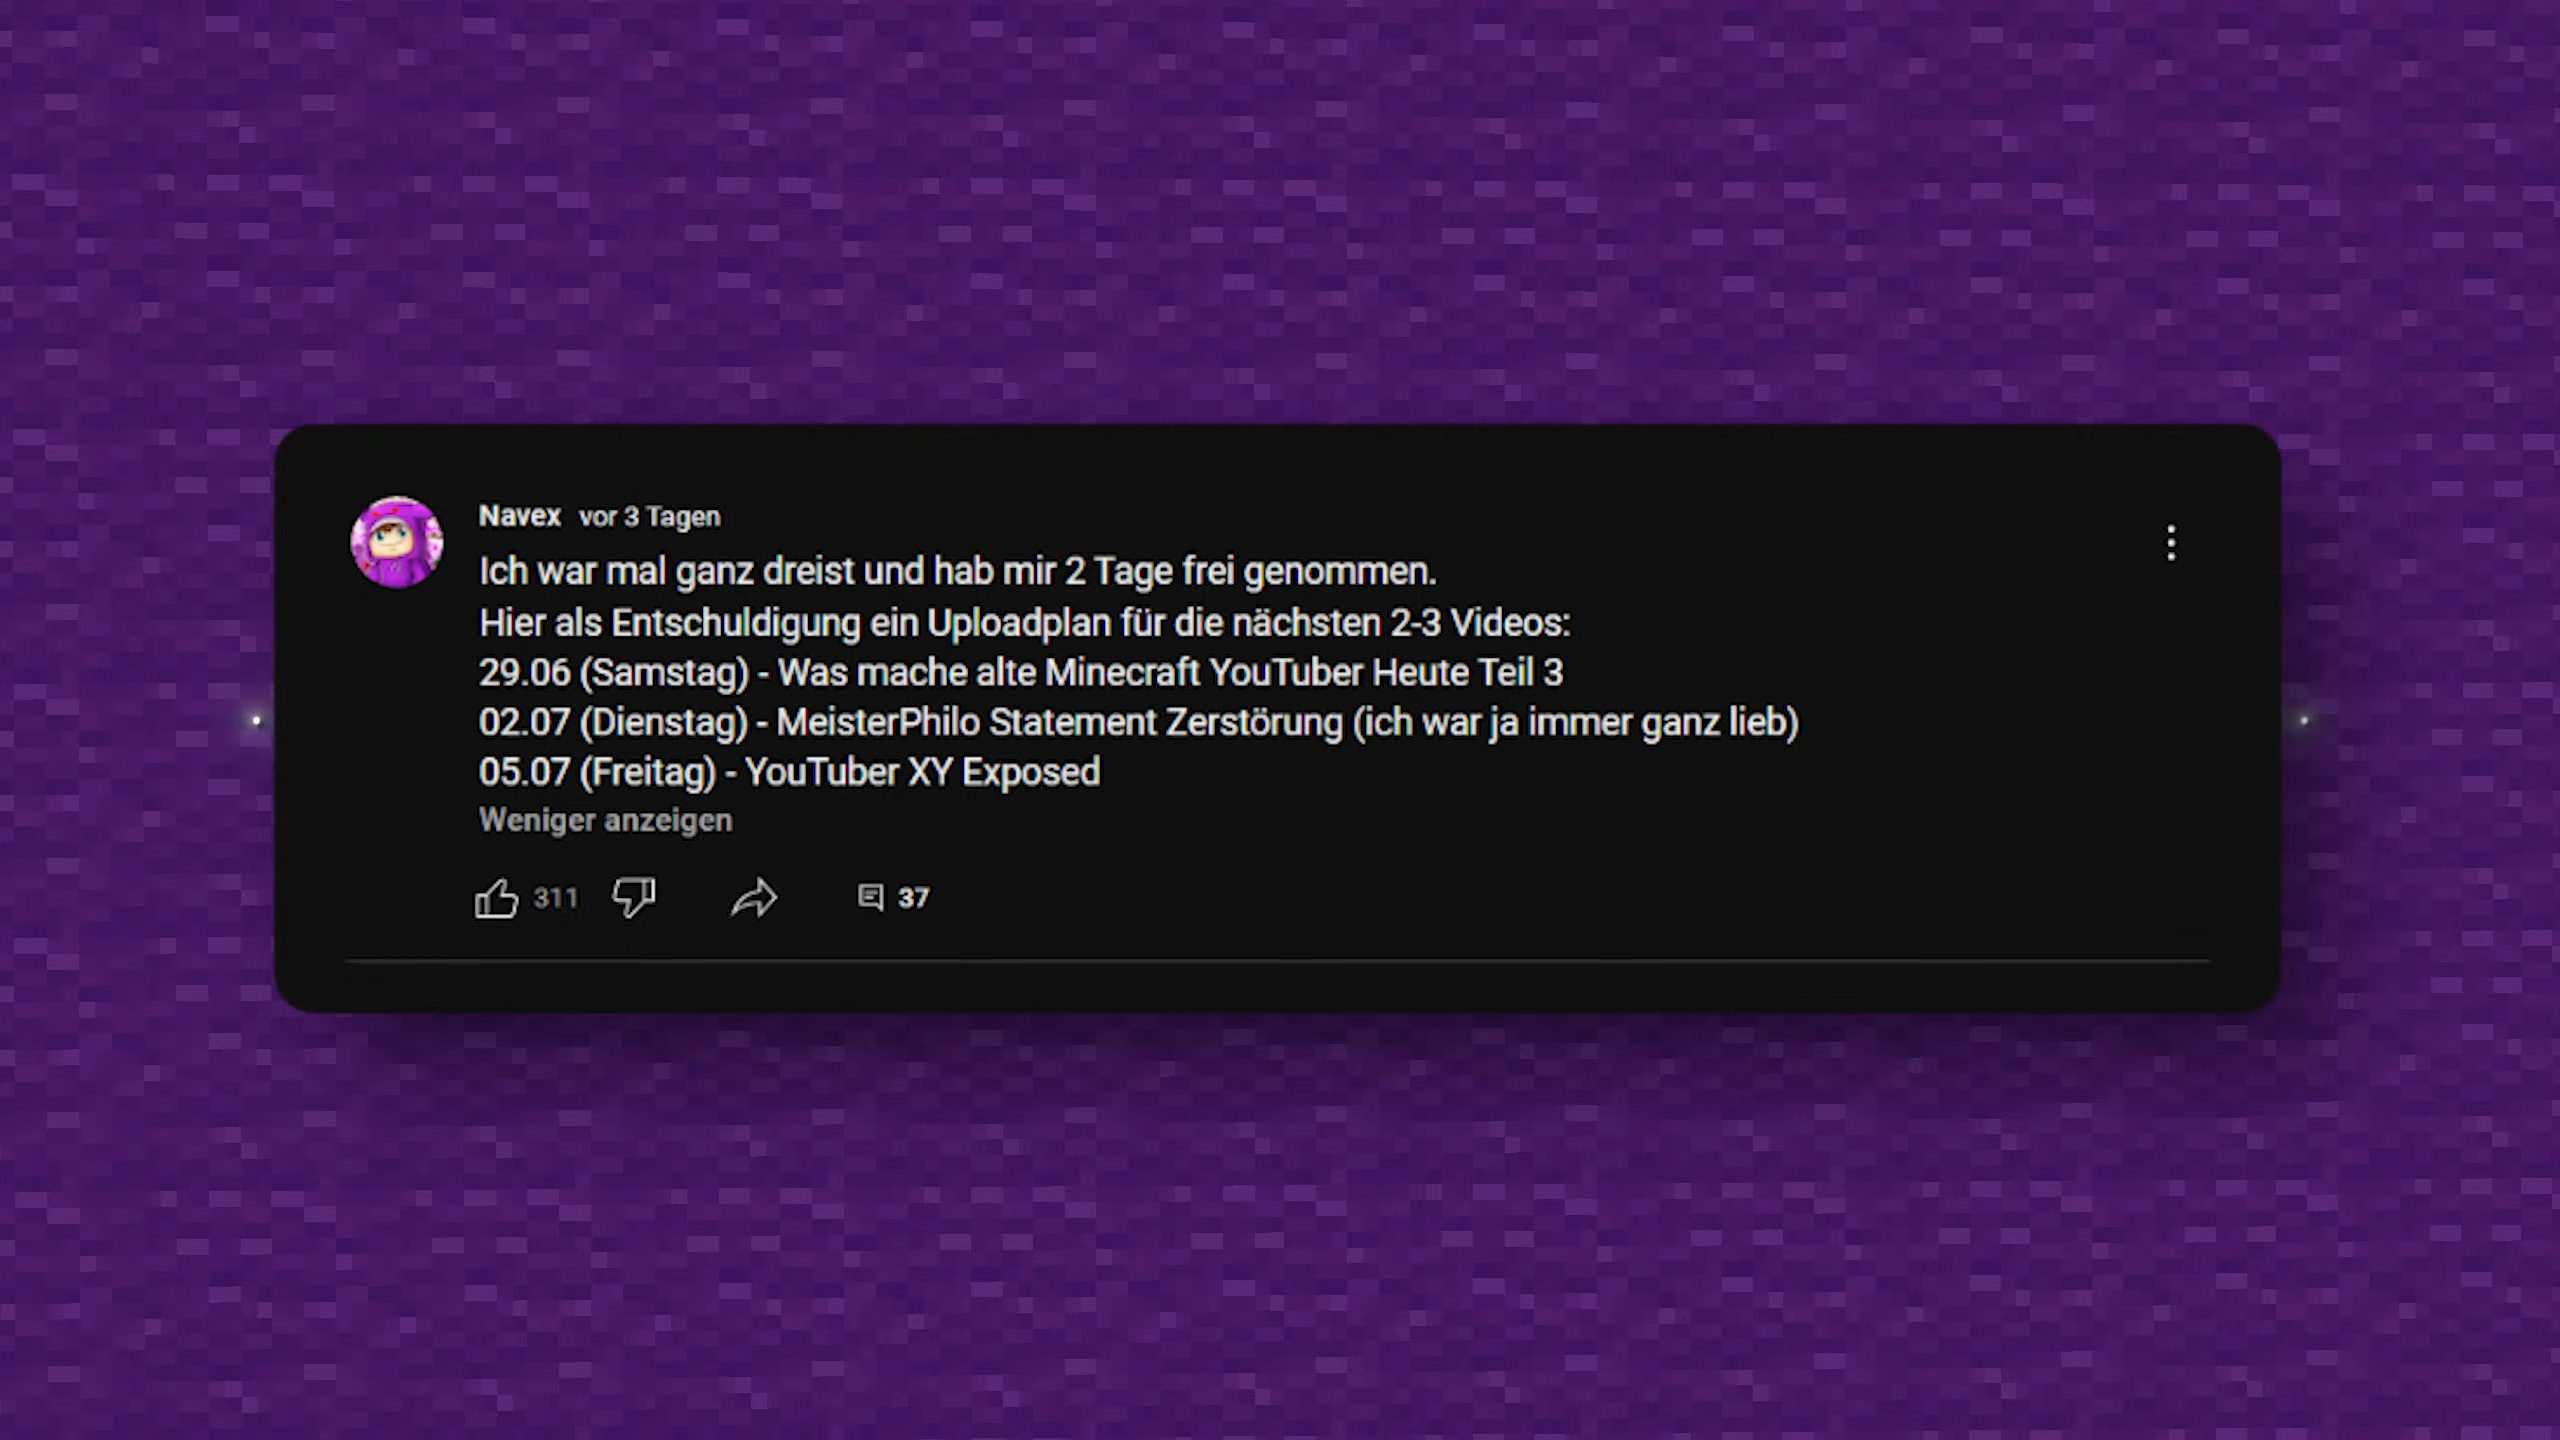 Navex vor 3 Tagen
Ich war mal ganz dreist und hab mir 2 Tage frei genommen.
Hier als Entschuldigung ein Uploadplan für die nächsten 2-3 Videos:
29.06 (Samstag) - Was mache alte Minecraft YouTuber Heute Teil 3
02.07 (Dienstag) - MeisterPhilo Statement Zerstörung (ich war ja immer ganz lieb)
05.07 (Freitag) - YouTuber XY Exposed
Weniger anzeigen
311 37